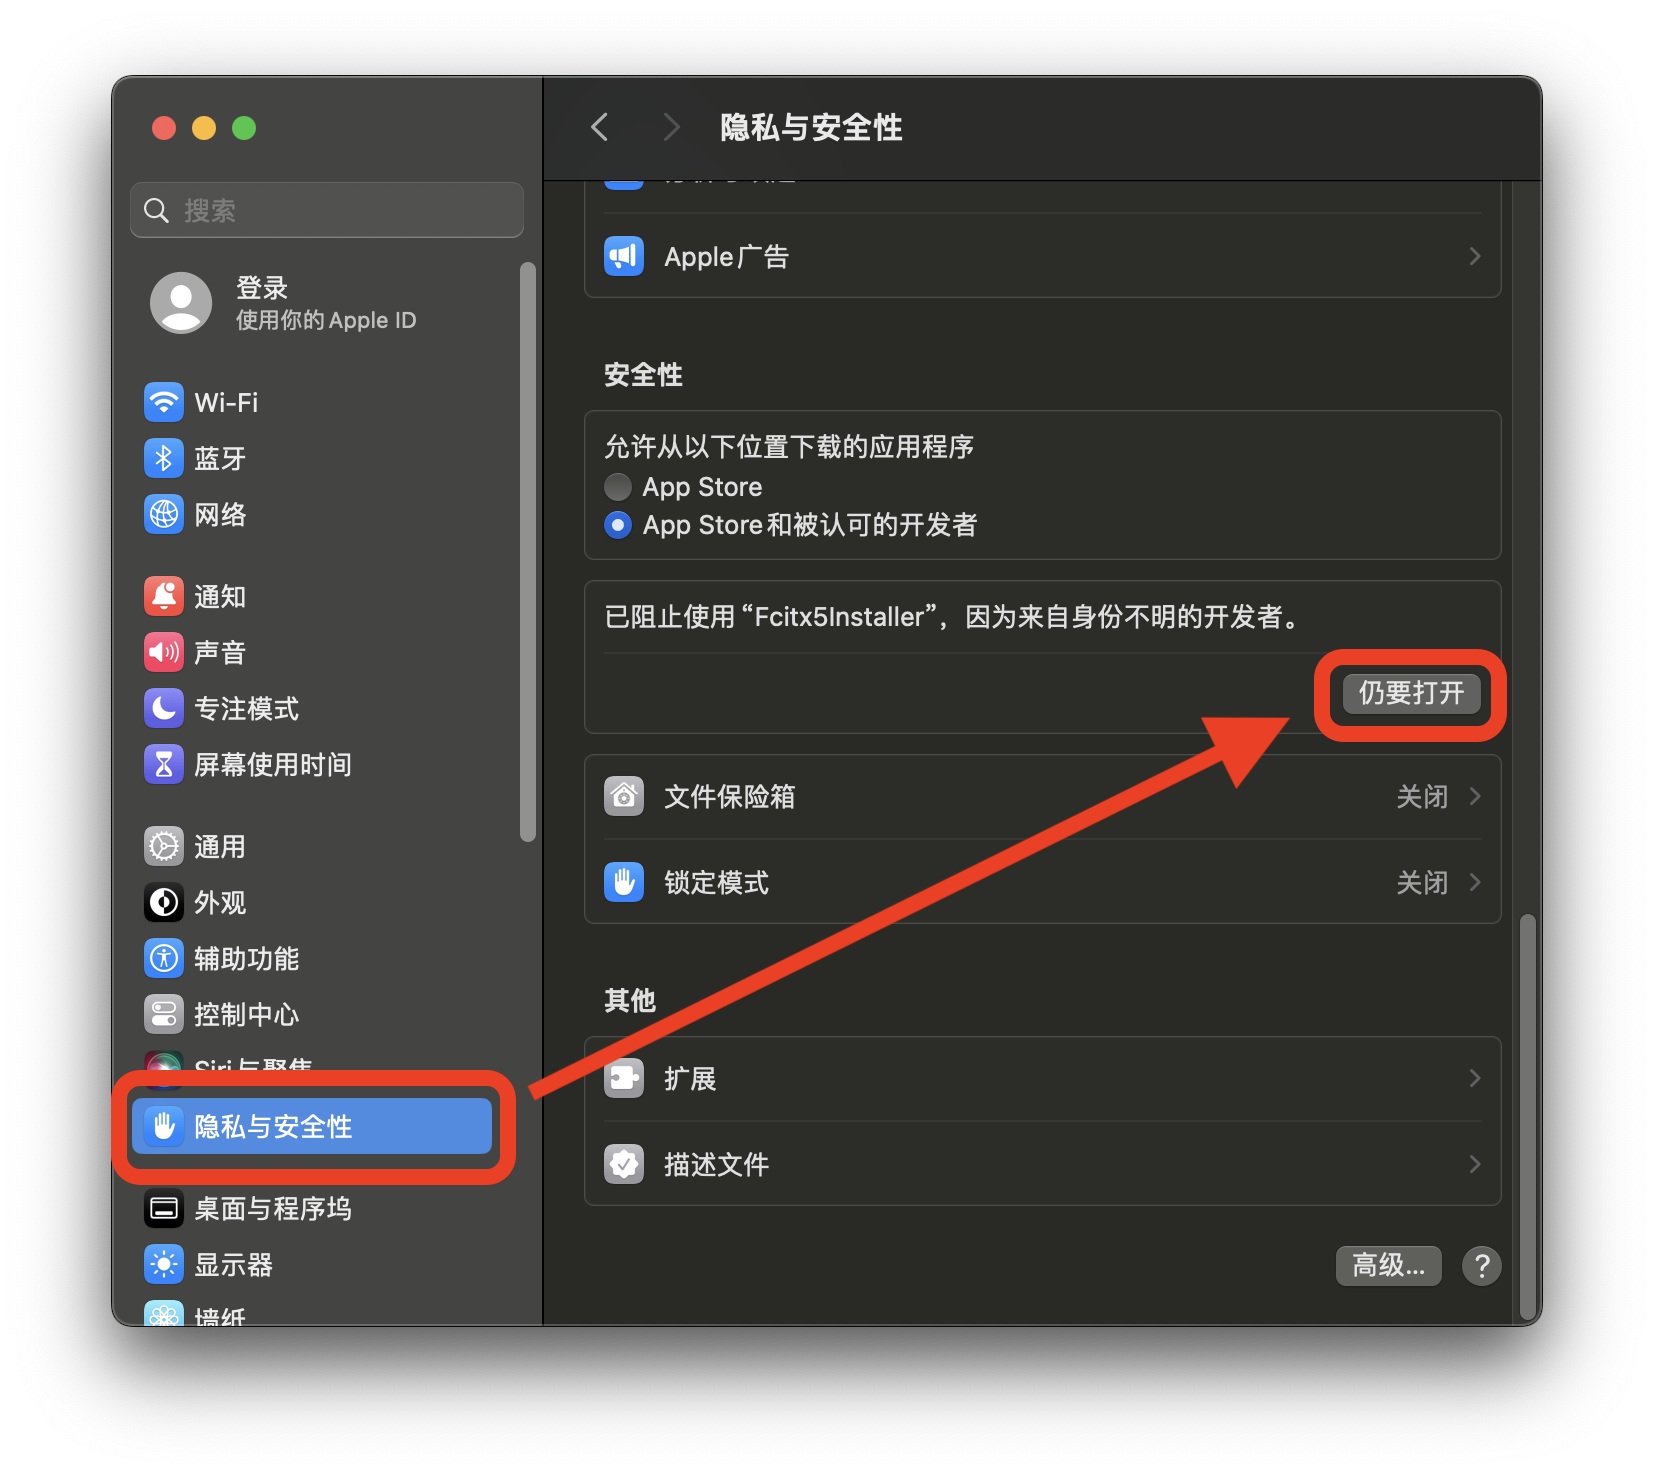 隐私与安全性
搜索
登录
使用你的Apple ID
Wi-Fi
蓝牙
网络
通知
声音
专注模式
屏幕使用时间
通用
外观
辅助功能
控制中心
Siri与聚焦
隐私与安全性
桌面与程序坞
显示器
墙纸
Apple广告
安全性
允许从以下位置下载的应用程序
App Store
App Store和被认可的开发者
已阻止使用“Fcitx5Installer”，因为来自身份不明的开发者。
仍要打开
文件保险箱 关闭
锁定模式 关闭
其他
扩展
描述文件
高级... ?